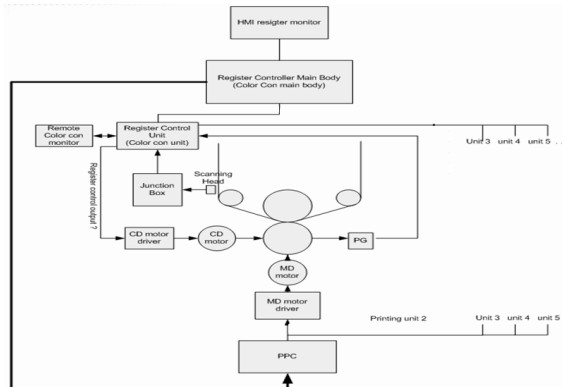 HMI resigter monitor
Register Controller Main Body
(Color Con main body)
Remote
Color con
monitor
Register Control
Unit
(Color con unit)
Unit 3 unit 4 unit 5 ..
Scanning
Head
Junction
Box
Register control output ?
CD motor
driver
CD
motor
PG
MD
motor
MD motor
driver
Printing unit 2
Unit 3 unit 4 unit 5
PPC